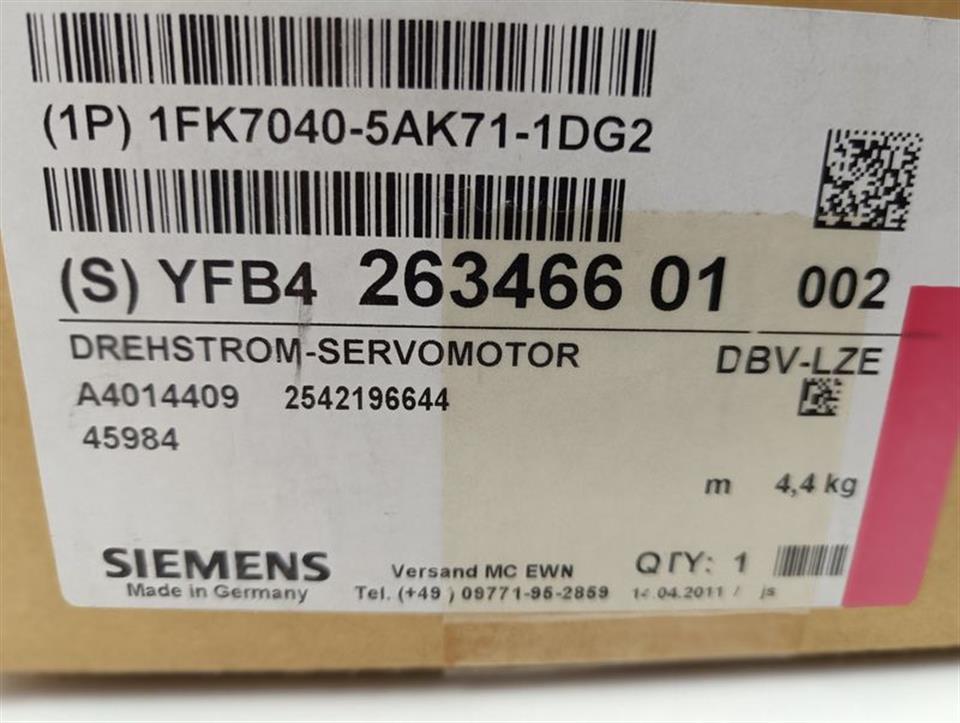 (1P) 1FK7040-5AK71-1DG2
(S) YFB4 263466 01 002
DREHSTROM-SERVOMOTOR DBV-LZE
A4014409 2542196644
45984
m 4,4 kg
SIEMENS Versand MC EWN QTY: 1
Made in Germany Tel. (+49 ) 09771-95-2859 14.04.2011 / js